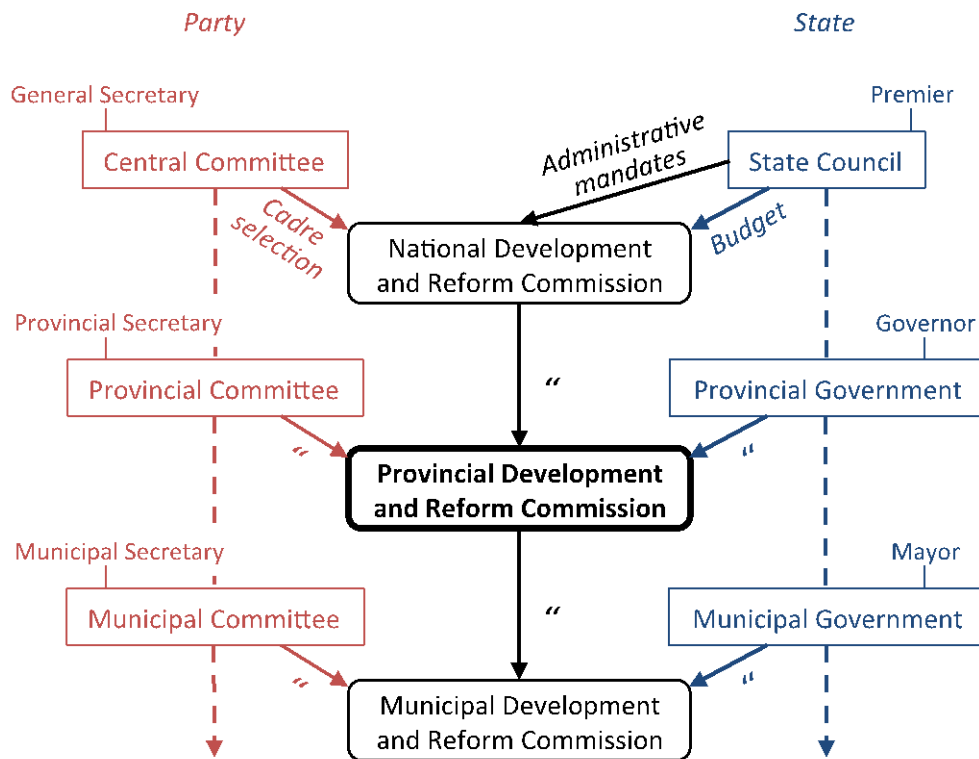 Party
State
General Secretary
Premier
Central Committee
Administrative
mandates
State Council
Cadre
selection
Budget
National Development
and Reform Commission
Provincial Secretary
Governor
Provincial Committee
“
Provincial Government
“
“
Provincial Development
and Reform Commission
Municipal Secretary
Mayor
Municipal Committee
“
Municipal Government
“
“
Municipal Development
and Reform Commission